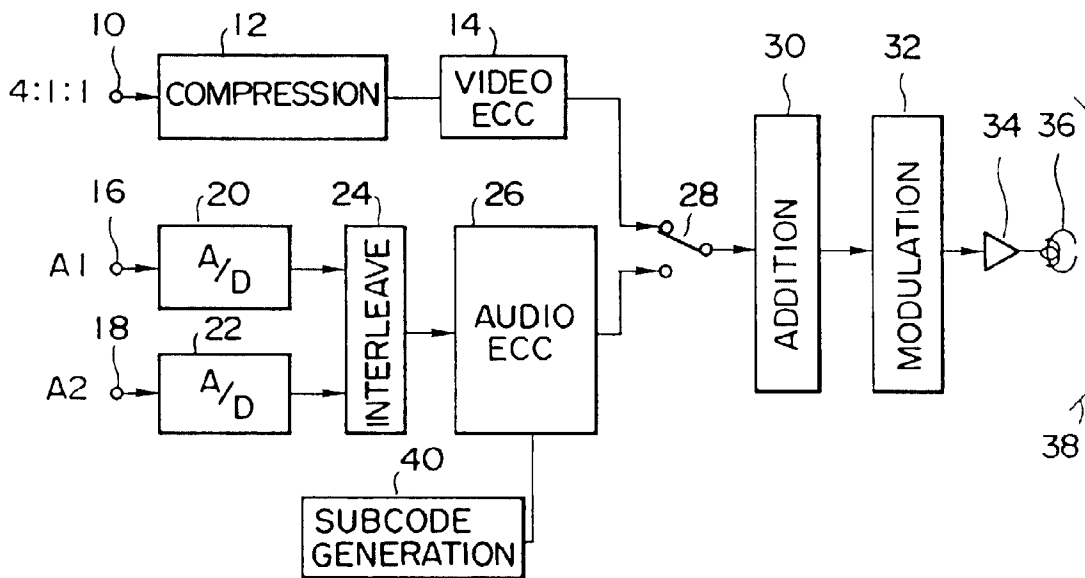 10
12
14
30
32
4:1:1
COMPRESSION
VIDEO
ECC
34
36
16
20
24
26
28
A1
A/D
INTERLEAVE
AUDIO
ECC
ADDITION
MODULATION
18
22
A2
A/D
38
40
SUBCODE
GENERATION